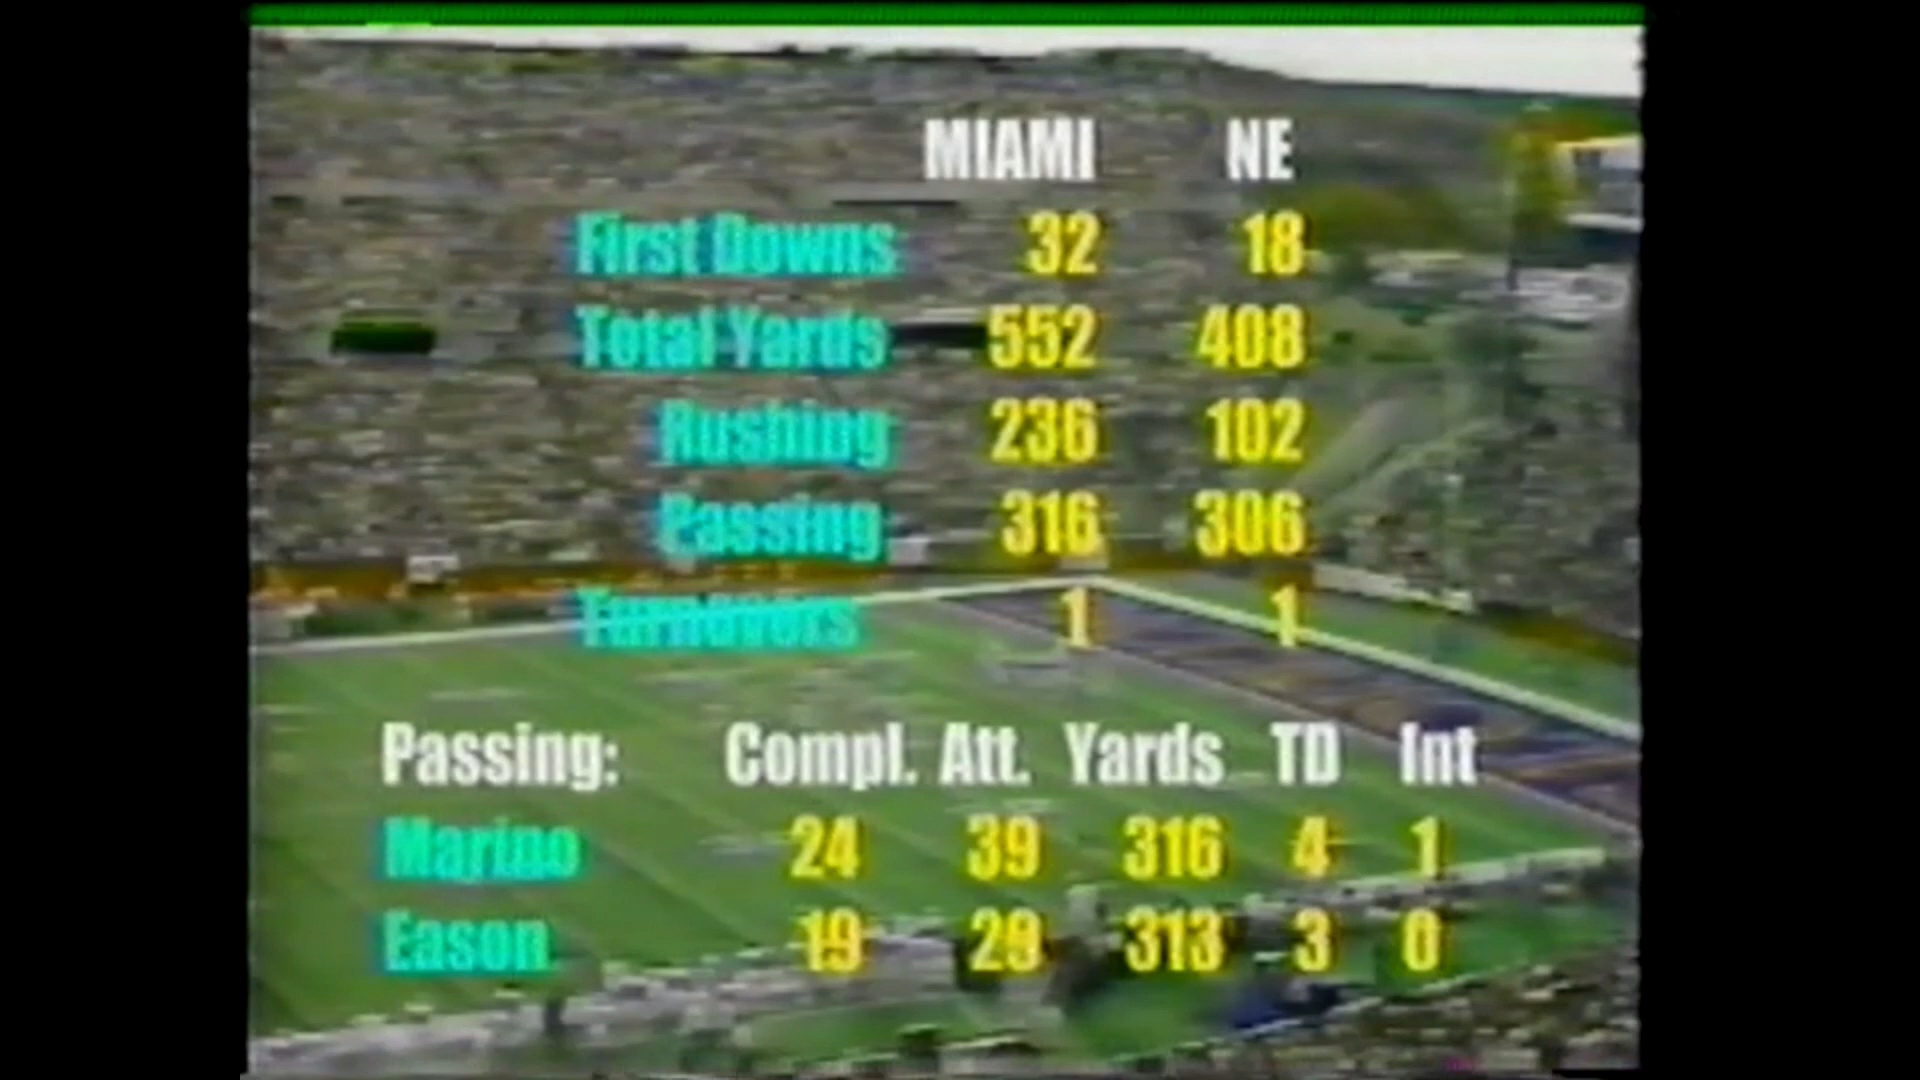 MIAMI NE
First Downs 32 18
Total Yards 552 408
Rushing 236 102
Passing 316 306
Turnovers 1 1
Passing: Compl. Att. Yards TD Int
Marino 24 39 316 4 1
Eason 19 29 313 3 0